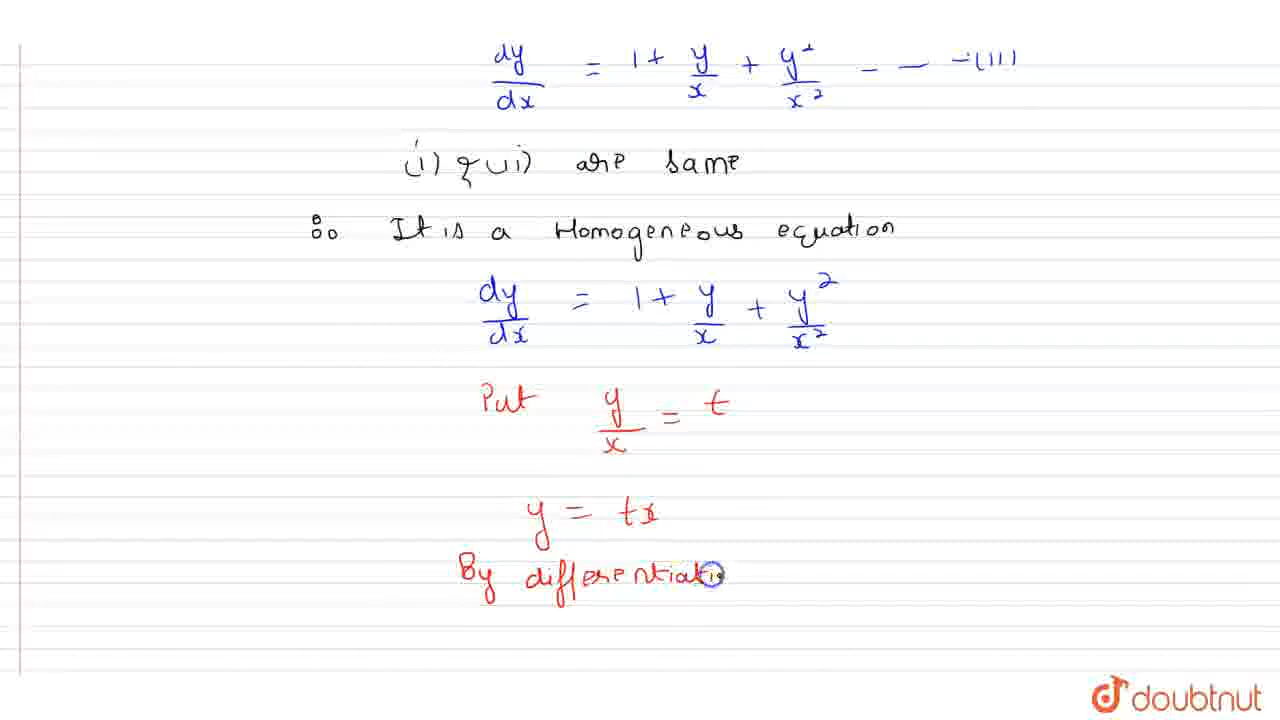 dy/dx = 1 + y/x + y²/x² - - -(11)
(i) & (ii) are same
∴ It is a Homogeneous equation
dy/dx = 1 + y/x + y²/x²
Put y/x = t
y = tx
By differentiatio
doubtnut